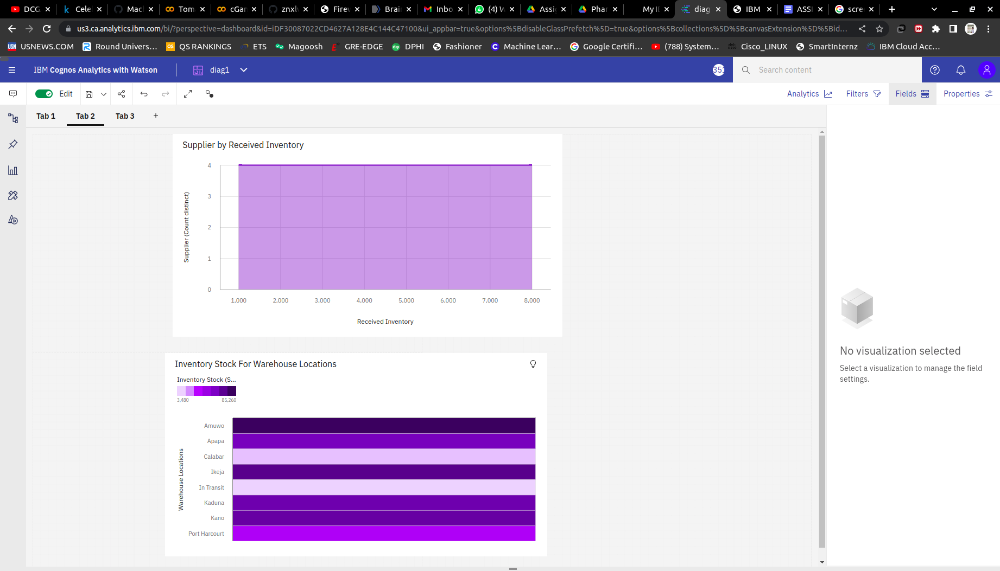 DCG Cele Mac Tom cGan znxl Fire Brai Inbo (4) W Assi Phar My I diag IBM ASSI scre
us3.ca.analytics.ibm.com/bi/?perspective=dashboard&id=iDF30087022CD4627A128E4C144C47100&ui_appbar=true&options%5BdisableGlassPrefetch%5D=true&options%5Bcollections%5D%5BcanvasExtension%5D%5Bid...
USNEWS.COM Round Univers... QS RANKINGS ETS Magoosh GRE-EDGE DPHI Fashioner Machine Lear... Google Certifi... (788) System... Cisco_LINUX SmartInternz IBM Cloud Acc...
IBM Cognos Analytics with Watson diag1 351 Search content
Edit Analytics Filters Fields Properties
Tab 1 Tab 2 Tab 3 +
Supplier by Received Inventory
4
3
2
1
0
Supplier (Count distinct)
1,000 2,000 3,000 4,000 5,000 6,000 7,000 8,000
Received Inventory
Inventory Stock For Warehouse Locations
Inventory Stock (S...
3,480 85,260
Warehouse Locations
Amuwo
Apapa
Calabar
Ikeja
In Transit
Kaduna
Kano
Port Harcourt
No visualization selected
Select a visualization to manage the field
settings.